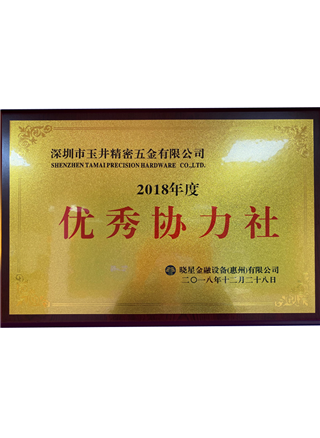 深圳市玉井精密五金有限公司
SHENZHEN TAMAI PRECISION HARDWARE CO.,LTD.
2018年度
优秀协力社
晓星金融设备(惠州)有限公司
二〇一八年十二月二十八日